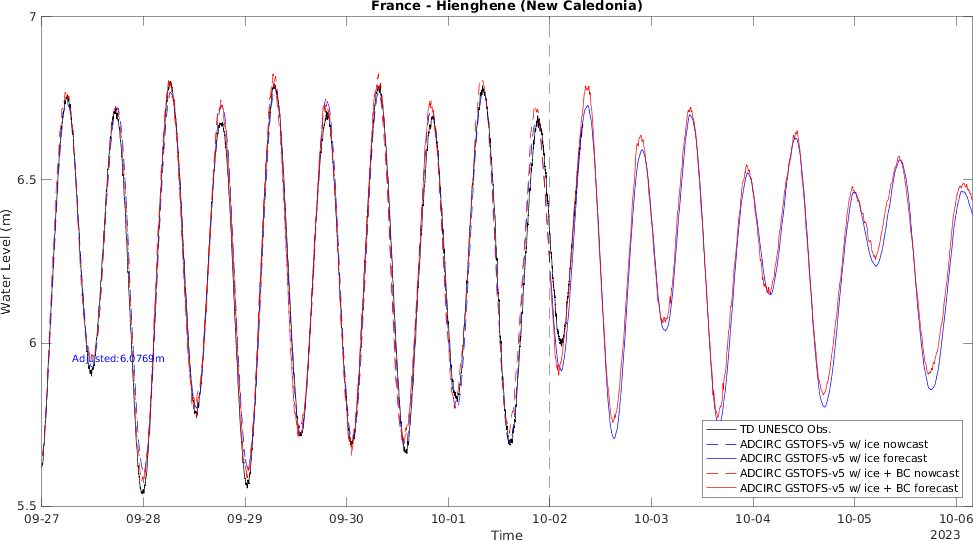 France - Hienghene (New Caledonia)
7
6.5
6
5.5
Water Level (m)
Adjusted:6.0769m
TD UNESCO Obs.
ADCIRC GSTOFS-v5 w/ ice nowcast
ADCIRC GSTOFS-v5 w/ ice forecast
ADCIRC GSTOFS-v5 w/ ice + BC nowcast
ADCIRC GSTOFS-v5 w/ ice + BC forecast
09-27 09-28 09-29 09-30 10-01 10-02 10-03 10-04 10-05 10-06
Time
2023